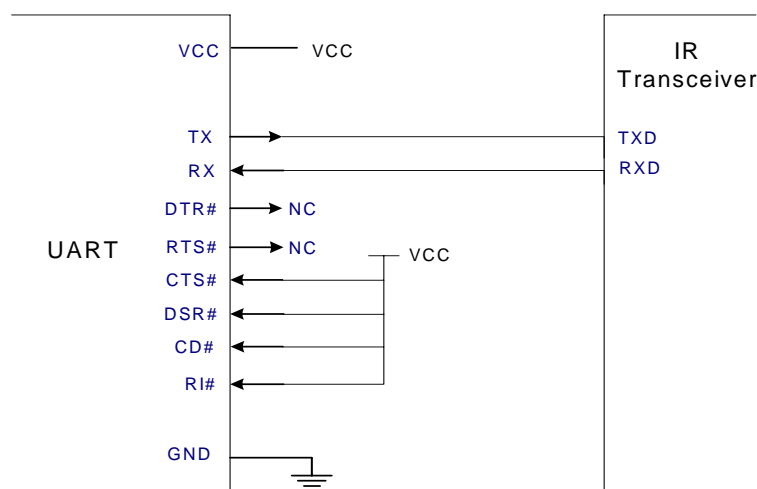 VCC VCC
IR
Transceiver
TX TXD
RX RXD
DTR# NC
UART RTS# NC
VCC
CTS#
DSR#
CD#
RI#
GND